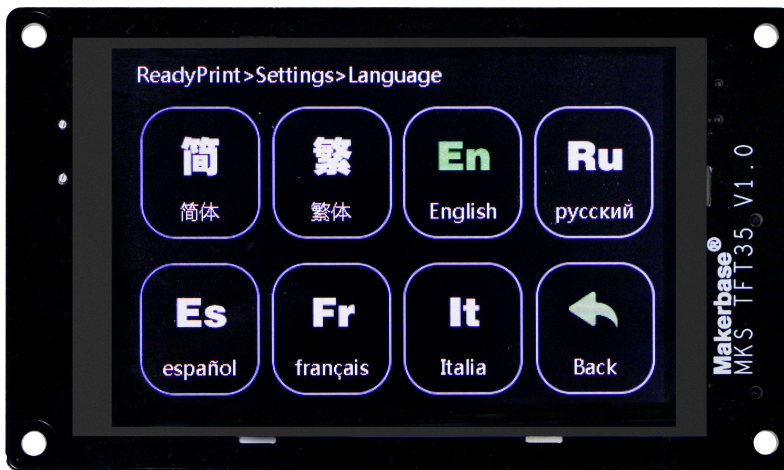 ReadyPrint>Settings>Language
简 繁 En Ru
简体 繁体 English русский
Es Fr It
español français Italia Back
Makerbase®
MKS TFT35 V1.0